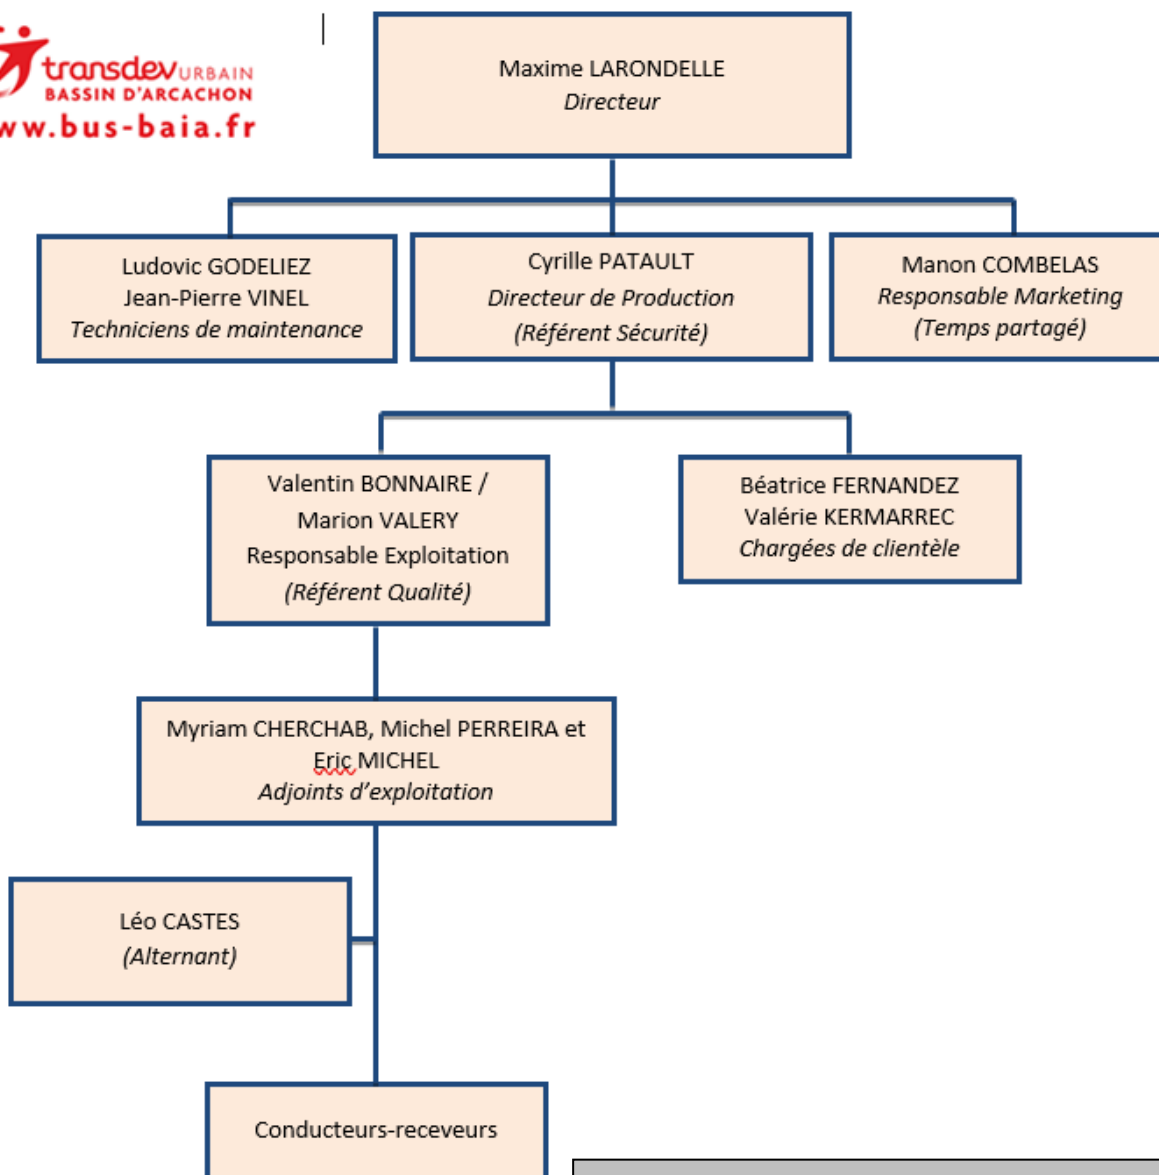 transdev URBAIN
BASSIN D'ARCACHON
ww.bus-baia.fr
Maxime LARONDELLE
Directeur
Ludovic GODELIEZ
Jean-Pierre VINEL
Techniciens de maintenance
Cyrille PATAULT
Directeur de Production
(Référent Sécurité)
Manon COMBELAS
Responsable Marketing
(Temps partagé)
Valentin BONNAIRE /
Marion VALERY
Responsable Exploitation
(Référent Qualité)
Béatrice FERNANDEZ
Valérie KERMARREC
Chargées de clientèle
Myriam CHERCHAB, Michel PERREIRA et
Eric MICHEL
Adjoints d’exploitation
Léo CASTES
(Alternant)
Conducteurs-receveurs